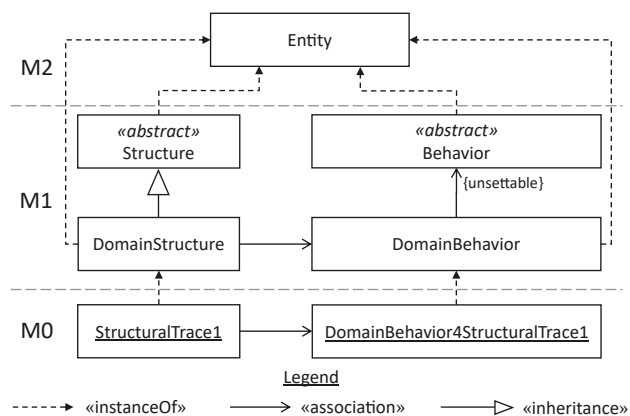 Entity
M2
«abstract»
Structure
«abstract»
Behavior
{unsettable}
M1
DomainStructure
DomainBehavior
M0
StructuralTrace1
DomainBehavior4StructuralTrace1
Legend
«instanceOf»
«association»
«inheritance»